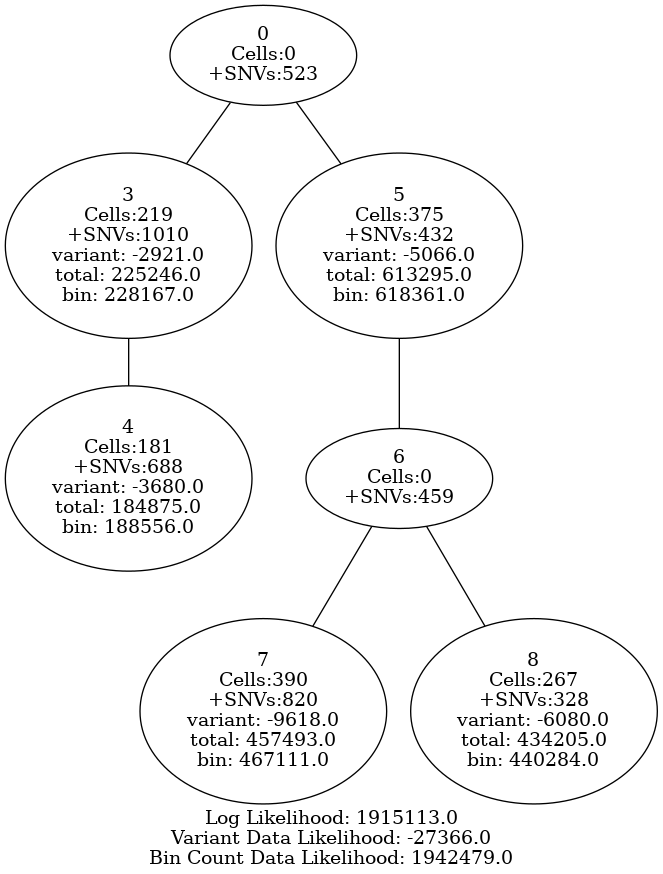 0
Cells:0
+SNVs:523
3
Cells:219
+SNVs:1010
variant: -2921.0
total: 225246.0
bin: 228167.0
5
Cells:375
+SNVs:432
variant: -5066.0
total: 613295.0
bin: 618361.0
4
Cells:181
+SNVs:688
variant: -3680.0
total: 184875.0
bin: 188556.0
6
Cells:0
+SNVs:459
7
Cells:390
+SNVs:820
variant: -9618.0
total: 457493.0
bin: 467111.0
8
Cells:267
+SNVs:328
variant: -6080.0
total: 434205.0
bin: 440284.0
Log Likelihood: 1915113.0
Variant Data Likelihood: -27366.0
Bin Count Data Likelihood: 1942479.0